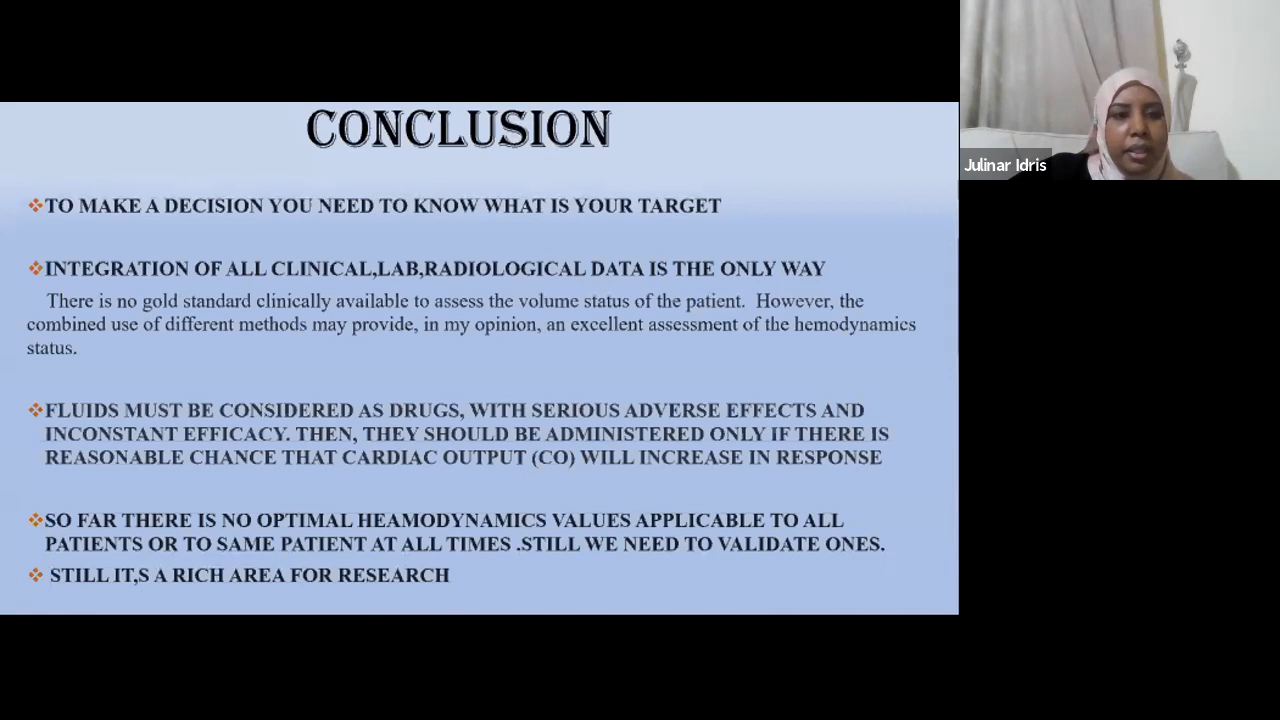 CONCLUSION
❖TO MAKE A DECISION YOU NEED TO KNOW WHAT IS YOUR TARGET
❖INTEGRATION OF ALL CLINICAL,LAB,RADIOLOGICAL DATA IS THE ONLY WAY
There is no gold standard clinically available to assess the volume status of the patient. However, the
combined use of different methods may provide, in my opinion, an excellent assessment of the hemodynamics
status.
❖FLUIDS MUST BE CONSIDERED AS DRUGS, WITH SERIOUS ADVERSE EFFECTS AND
INCONSTANT EFFICACY. THEN, THEY SHOULD BE ADMINISTERED ONLY IF THERE IS
REASONABLE CHANCE THAT CARDIAC OUTPUT (CO) WILL INCREASE IN RESPONSE
❖SO FAR THERE IS NO OPTIMAL HEAMODYNAMICS VALUES APPLICABLE TO ALL
PATIENTS OR TO SAME PATIENT AT ALL TIMES .STILL WE NEED TO VALIDATE ONES.
❖ STILL IT,S A RICH AREA FOR RESEARCH
Julinar Idris